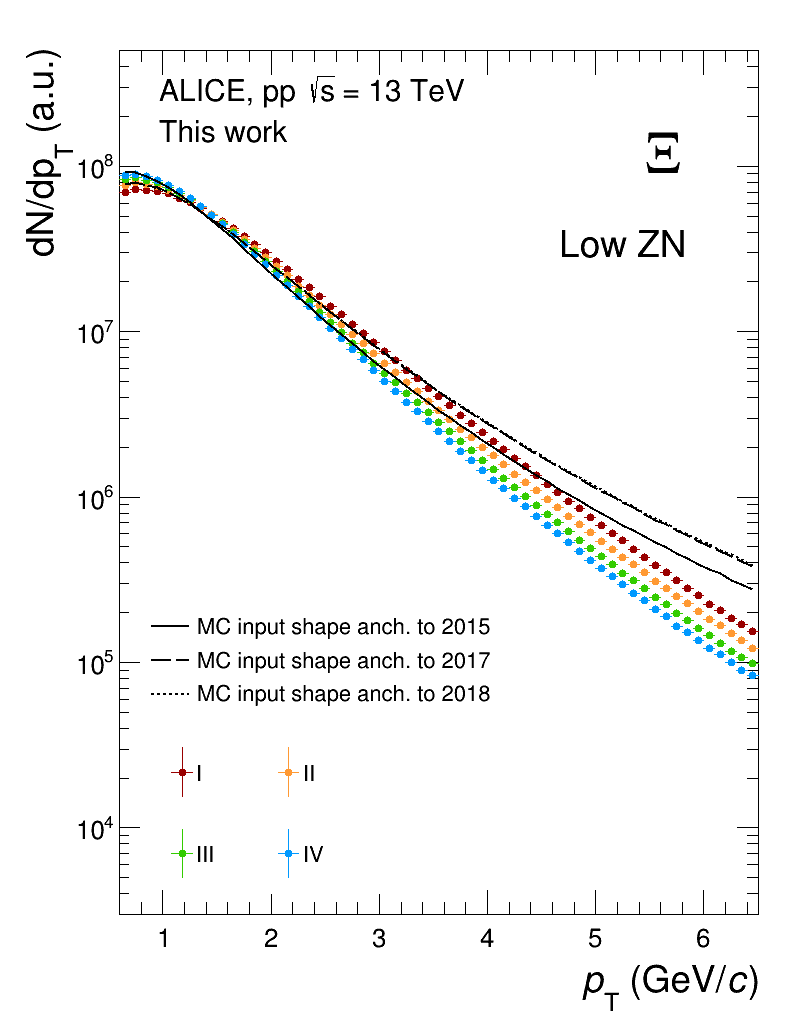 ALICE, pp √s = 13 TeV
This work
Ξ
Low ZN
dN/dp_T (a.u.)
10^8
10^7
10^6
10^5
10^4
MC input shape anch. to 2015
MC input shape anch. to 2017
MC input shape anch. to 2018
I II
III IV
1 2 3 4 5 6
p_T (GeV/c)